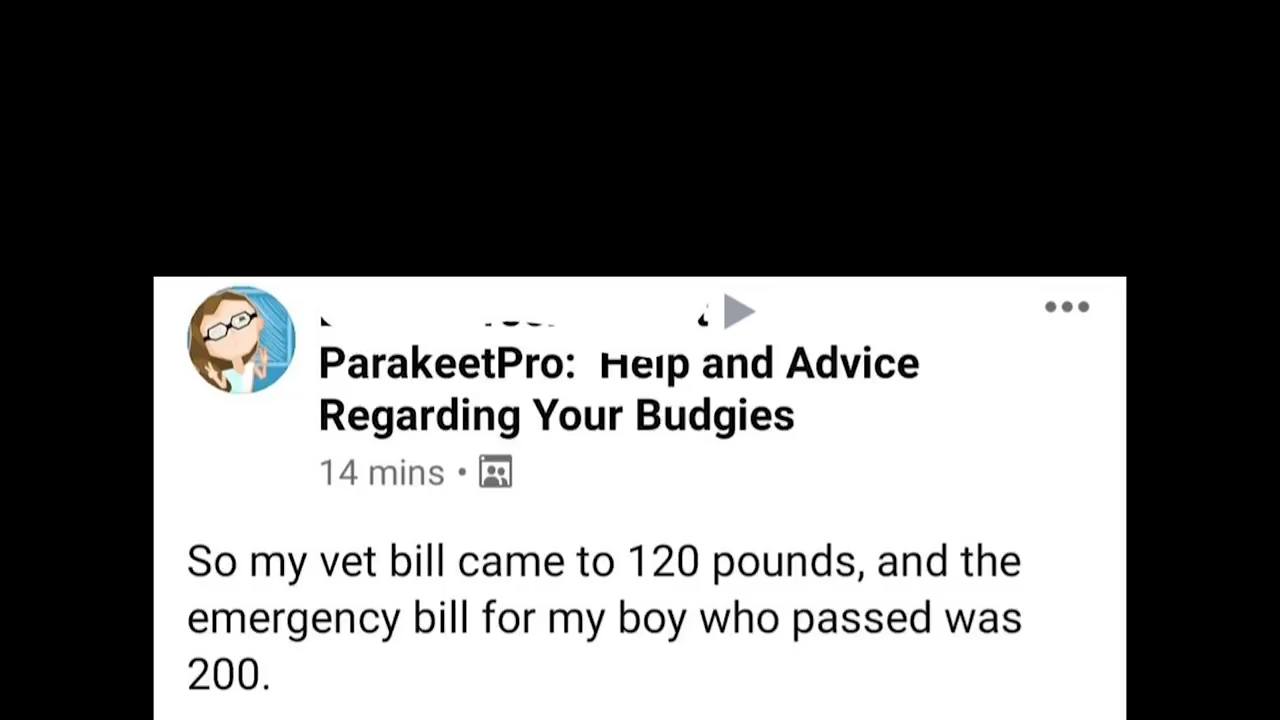 ParakeetPro: Help and Advice
Regarding Your Budgies
14 mins •
So my vet bill came to 120 pounds, and the
emergency bill for my boy who passed was
200.